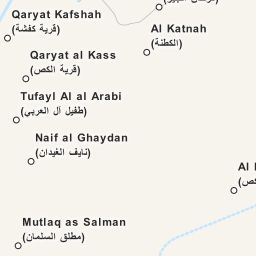 Qaryat Kafshah
(قرية كفشة)
Al Katnah
(الكطنة)
Qaryat al Kass
(قرية الكص)
Tufayl Al al Arabi
(طفيل آل العربي)
Naif al Ghaydan
(نايف الغيدان)
Mutlaq as Salman
(مطلق السلمان)